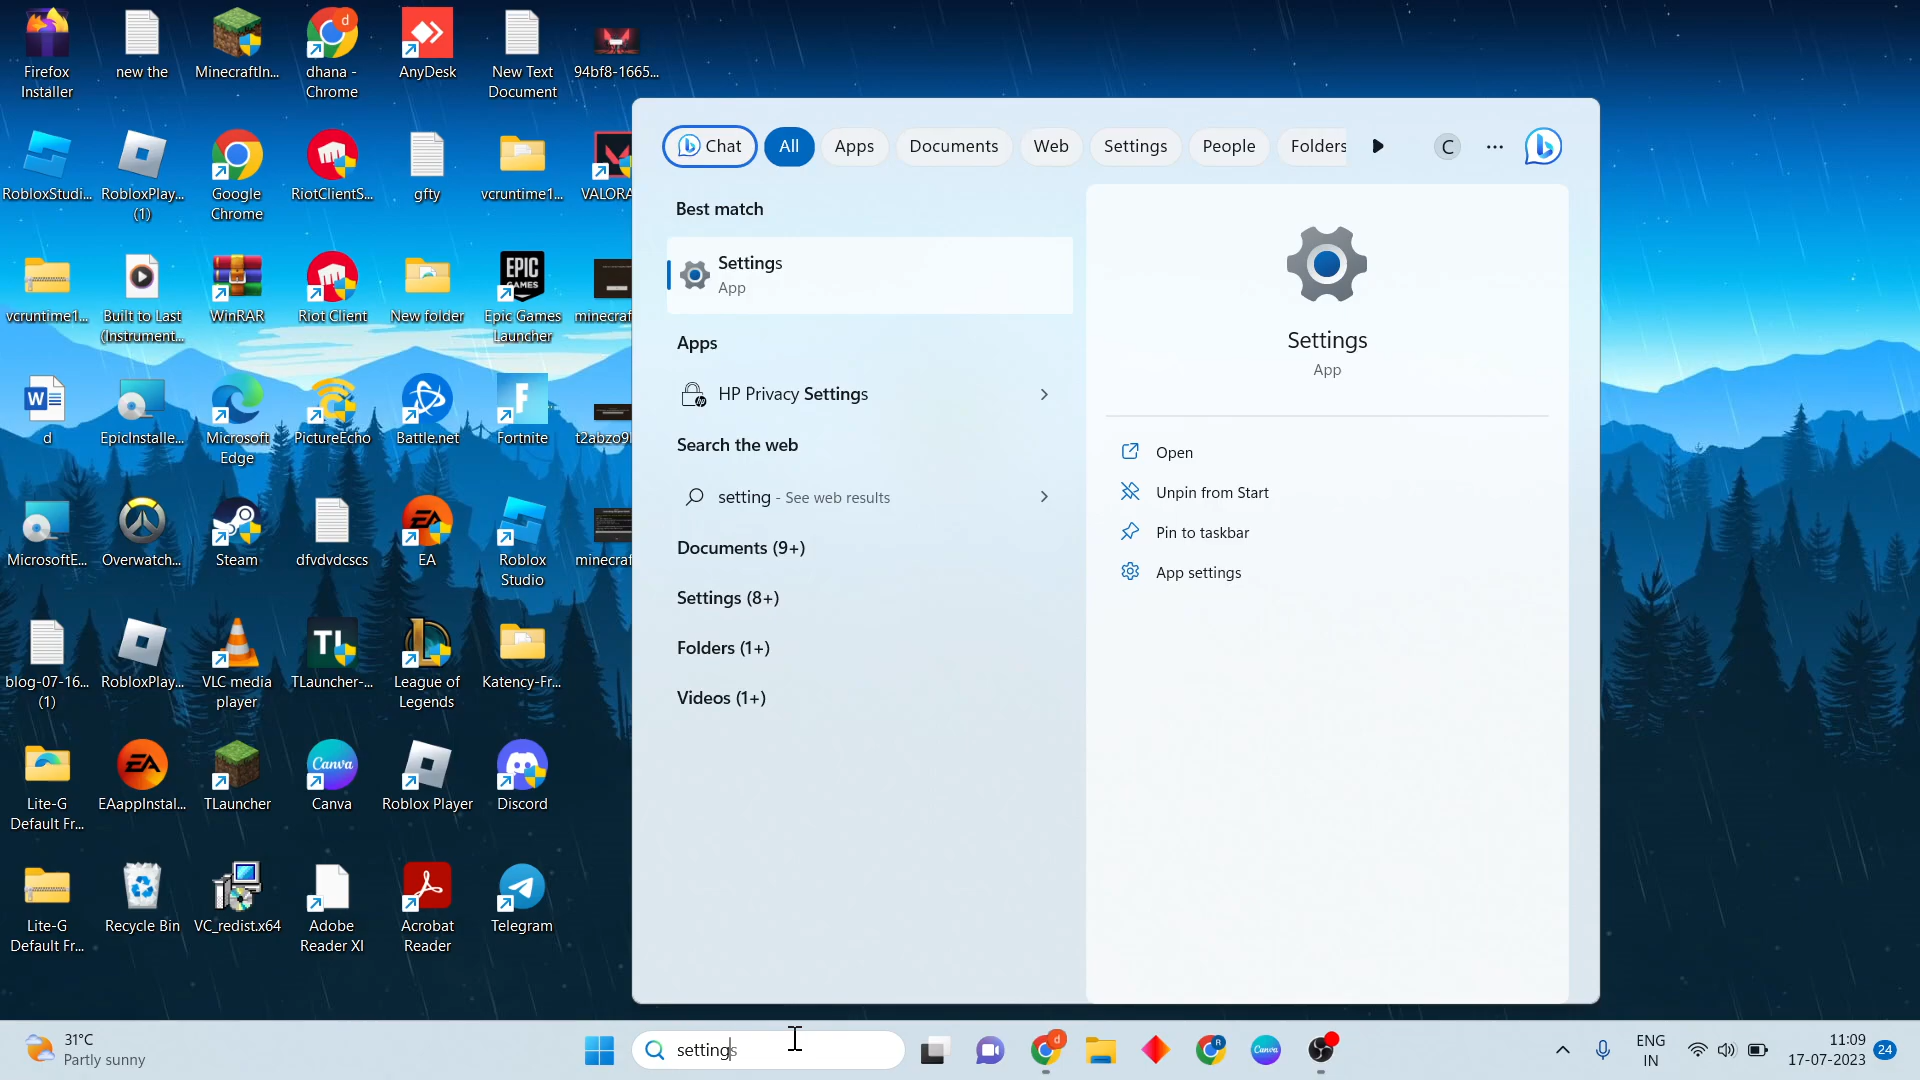 Firefox
Installer
new the
MinecraftIn...
dhana -
Chrome
AnyDesk
New Text
Document
94bf8-1665...
RobloxStudi...
RobloxPlay...
(1)
Google
Chrome
RiotClientS...
gfty
vcruntime1...
VALORA
vcruntime1...
Built to Last
(Instrument...
WinRAR
Riot Client
New folder
EPIC
GAMES
Epic Games
Launcher
minecraf
d
EpicInstalle...
Microsoft
Edge
PictureEcho
Battle.net
Fortnite
t2abzo9
MicrosoftE...
Overwatch...
Steam
dfvdvdcscs
EA
Roblox
Studio
minecraf
blog-07-16...
(1)
RobloxPlay...
VLC media
player
TLauncher-...
League of
Legends
Katency-Fr...
Lite-G
Default Fr...
EAappInstal...
TLauncher
Canva
Canva
Roblox Player
Discord
Lite-G
Default Fr...
Recycle Bin
VC_redist.x64
Adobe
Reader XI
Acrobat
Reader
Telegram
Chat
All
Apps
Documents
Web
Settings
People
Folders
C
Best match
Settings
App
Apps
HP Privacy Settings
Search the web
setting - See web results
Documents (9+)
Settings (8+)
Folders (1+)
Videos (1+)
Settings
App
Open
Unpin from Start
Pin to taskbar
App settings
31°C
Partly sunny
settings
Canva
ENG
IN
11:09
17-07-2023
24